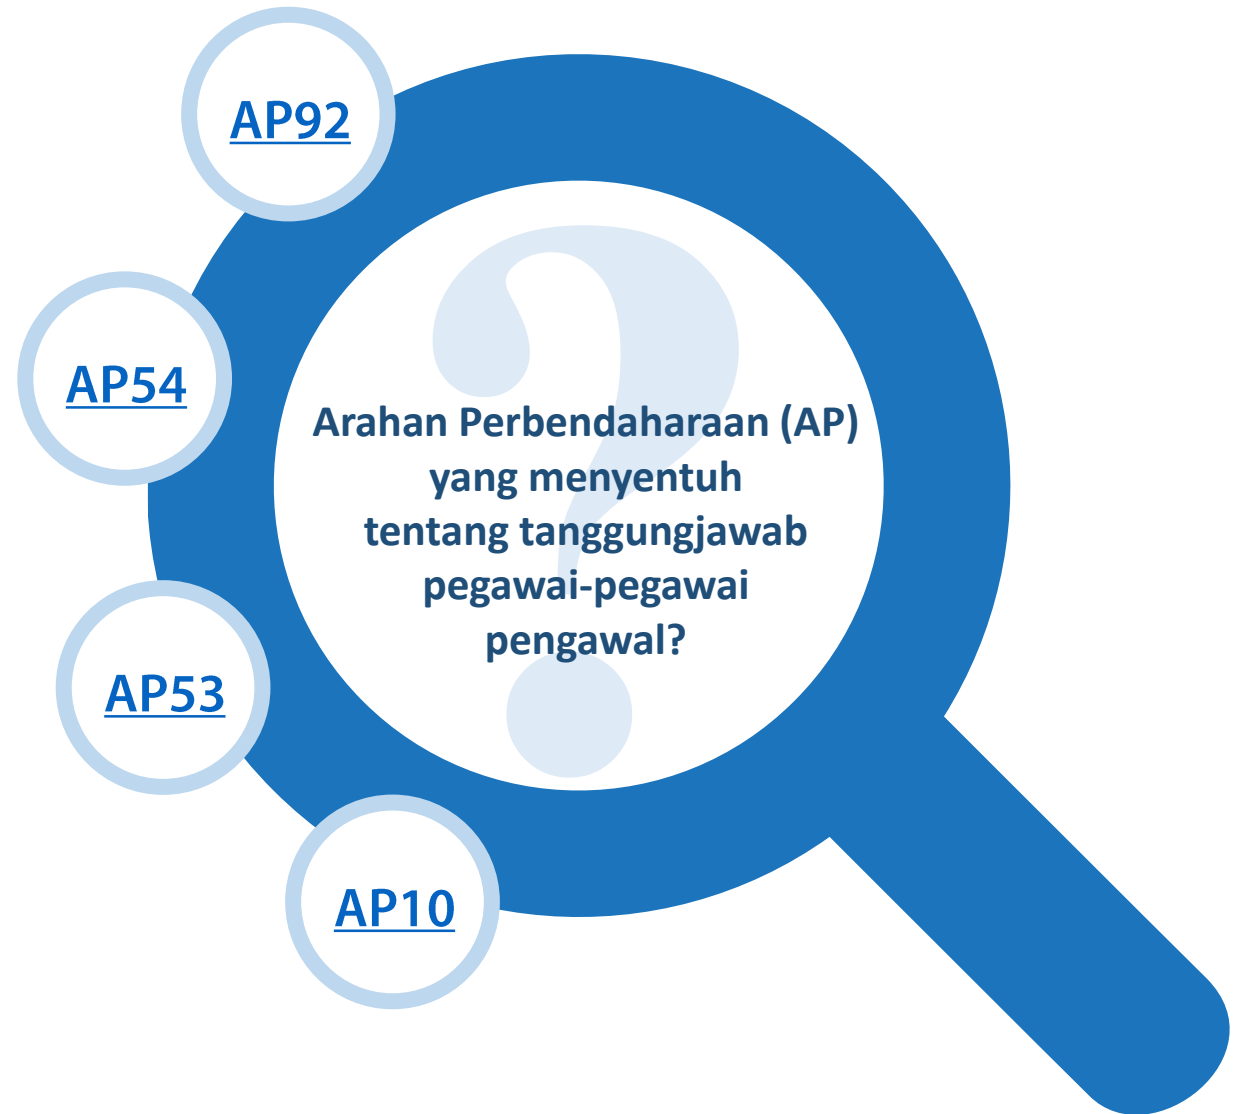 AP92
AP54
Arahan Perbendaharaan (AP)
yang menyentuh
tentang tanggungjawab
pegawai-pegawai
pengawal?
AP53
AP10